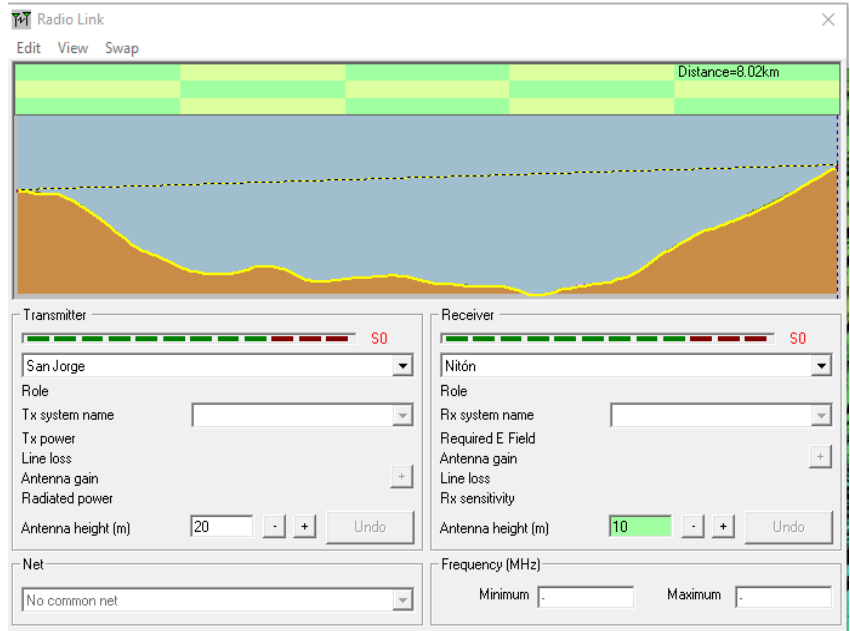 Radio Link
Edit View Swap
Distance=8.02km
Transmitter
S0
San Jorge
Role
Tx system name
Tx power
Line loss
Antenna gain
+
Radiated power
Antenna height (m) 20 - + Undo
Receiver
S0
Nitón
Role
Rx system name
Required E Field
Antenna gain
+
Line loss
Rx sensitivity
Antenna height (m) 10 - + Undo
Net
No common net
Frequency (MHz)
Minimum - Maximum -